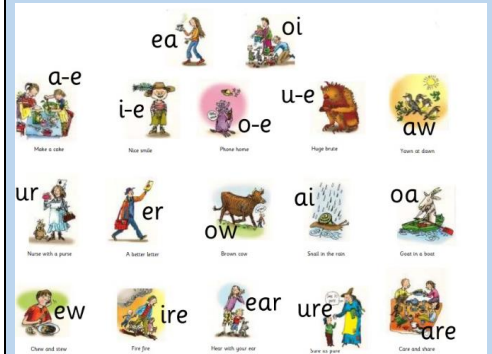 ea
oi
a-e
i-e
o-e
u-e
aw
Make a cake
Nice smile
Phone home
Huge brute
Yawn at dawn
ur
er
ow
ai
oa
Nurse with a purse
A better letter
Brown cow
Snail in the rain
Goat in a boat
ew
ire
ear
ure
are
Chew and stew
Fire fire
Hear with your ear
Sure as pure
Care and share